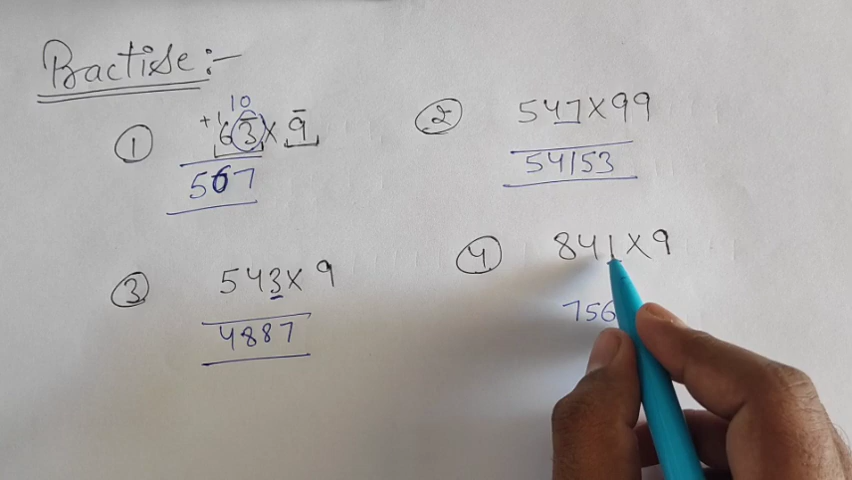 Practise:-
10
① +1 63 × 9
567
② 547×99
54153
③ 543× 9
4887
④ 841×9
756